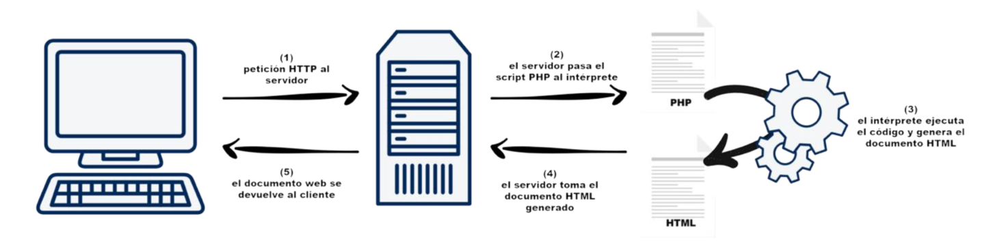 (1)
petición HTTP al
servidor
(2)
el servidor pasa el
script PHP al intérprete
PHP
(3)
el intérprete ejecuta
el código y genera el
documento HTML
(5)
el documento web se
devuelve al cliente
(4)
el servidor toma el
documento HTML
generado
HTML